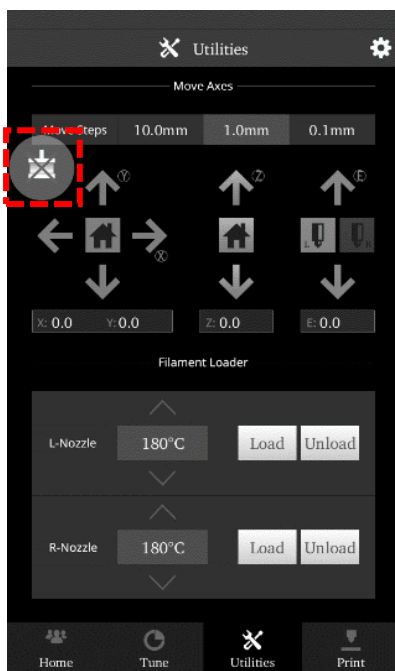 Utilities
Move Axes
Move Steps 10.0mm 1.0mm 0.1mm
Y Z E
X
L R
X: 0.0 Y: 0.0 Z: 0.0 E: 0.0
Filament Loader
L-Nozzle 180°C Load Unload
R-Nozzle 180°C Load Unload
Home Tune Utilities Print